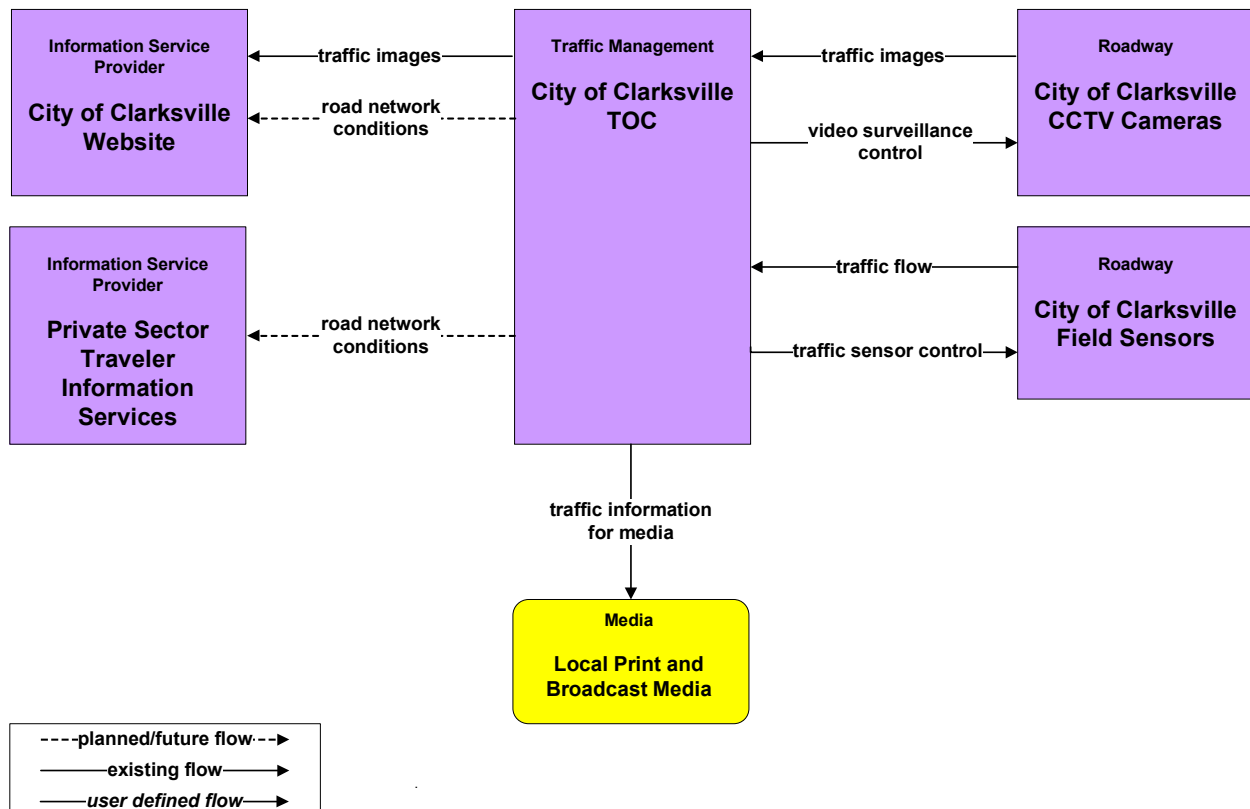 Information Service
Provider
City of Clarksville
Website
traffic images
road network
conditions
Traffic Management
City of Clarksville
TOC
traffic images
video surveillance
control
Roadway
City of Clarksville
CCTV Cameras
Information Service
Provider
Private Sector
Traveler
Information
Services
road network
conditions
traffic flow
traffic sensor control
Roadway
City of Clarksville
Field Sensors
traffic information
for media
Media
Local Print and
Broadcast Media
planned/future flow
existing flow
user defined flow